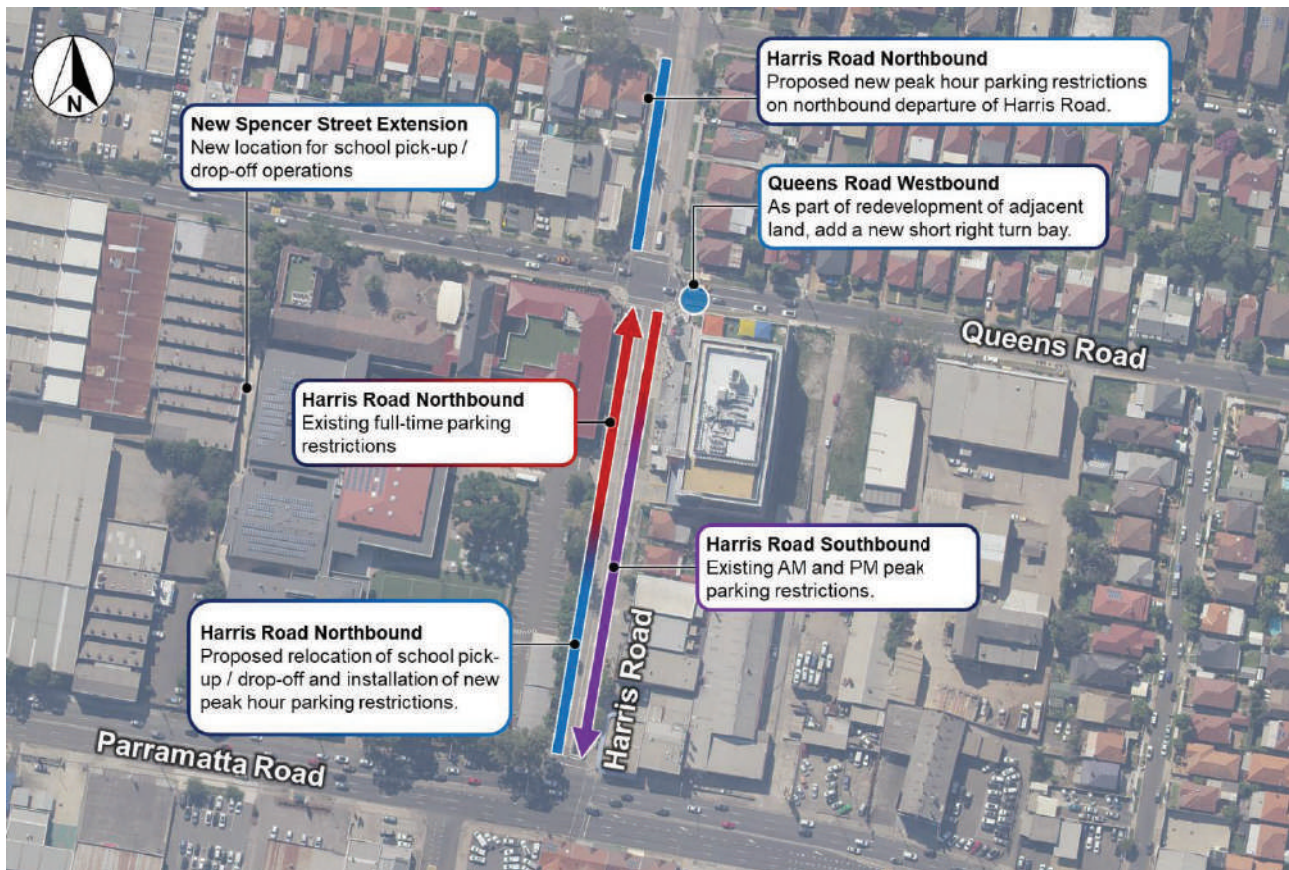 N
Harris Road Northbound
Proposed new peak hour parking restrictions
on northbound departure of Harris Road.
New Spencer Street Extension
New location for school pick-up /
drop-off operations
Queens Road Westbound
As part of redevelopment of adjacent
land, add a new short right turn bay.
Queens Road
Harris Road Northbound
Existing full-time parking
restrictions
Harris Road Southbound
Existing AM and PM peak
parking restrictions.
Harris Road Northbound
Proposed relocation of school pick-
up / drop-off and installation of new
peak hour parking restrictions.
Harris Road
Parramatta Road